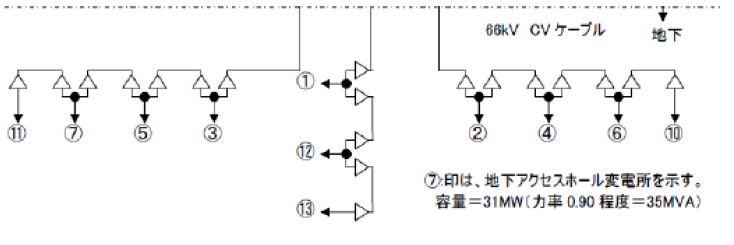 66kV CVケーブル
地下
①
⑪
⑦
⑤
③
②
④
⑥
⑩
⑫
⑬
⑦:印は、地下アクセスホール変電所を示す。
容量=31MW(力率 0.90 程度=35MVA)